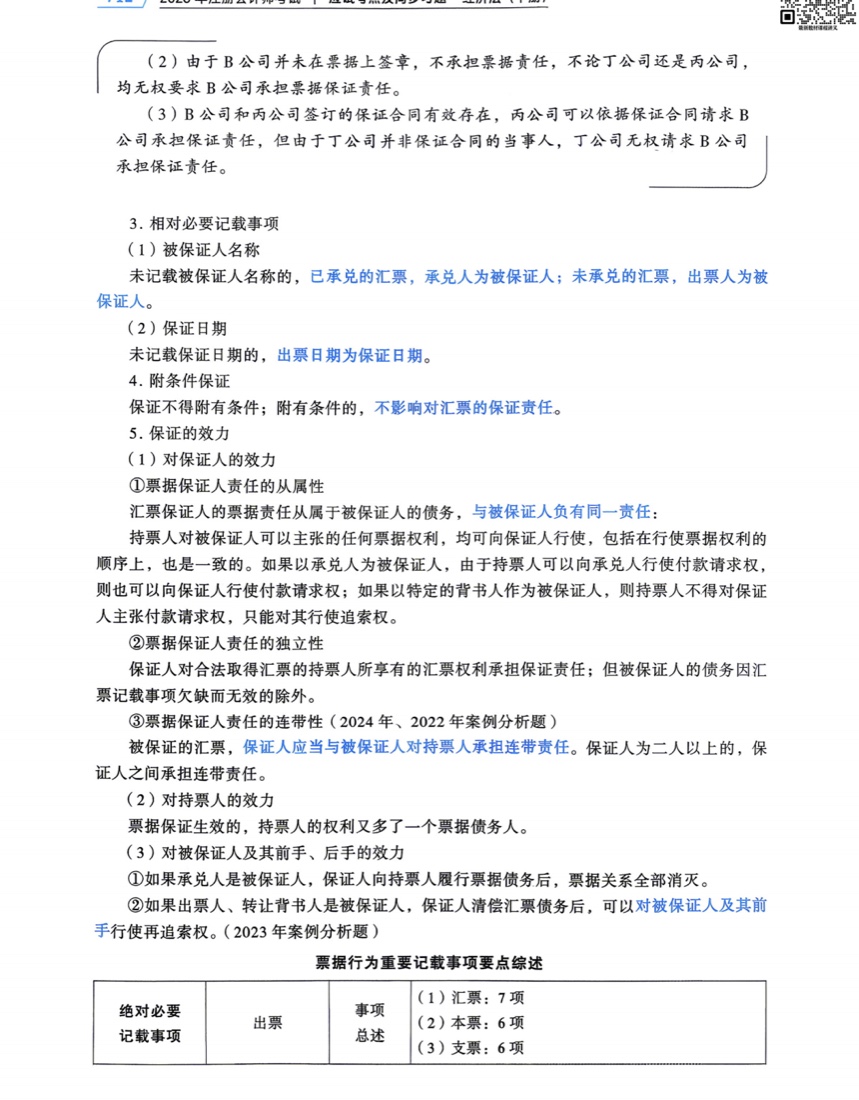 （2）由于 B 公司并未在票据上签章，不承担票据责任，不论丁公司还是丙公司，
均无权要求 B 公司承担票据保证责任。
（3）B 公司和丙公司签订的保证合同有效存在，丙公司可以依据保证合同请求 B
公司承担保证责任，但由于丁公司并非保证合同的当事人，丁公司无权请求 B 公司
承担保证责任。
3. 相对必要记载事项
（1）被保证人名称
未记载被保证人名称的，已承兑的汇票，承兑人为被保证人；未承兑的汇票，出票人为被
保证人。
（2）保证日期
未记载保证日期的，出票日期为保证日期。
4. 附条件保证
保证不得附有条件；附有条件的，不影响对汇票的保证责任。
5. 保证的效力
（1）对保证人的效力
①票据保证人责任的从属性
汇票保证人的票据责任从属于被保证人的债务，与被保证人负有同一责任：
持票人对被保证人可以主张的任何票据权利，均可向保证人行使，包括在行使票据权利的
顺序上，也是一致的。如果以承兑人为被保证人，由于持票人可以向承兑人行使付款请求权，
则也可以向保证人行使付款请求权；如果以特定的背书人作为被保证人，则持票人不得对保证
人主张付款请求权，只能对其行使追索权。
②票据保证人责任的独立性
保证人对合法取得汇票的持票人所享有的汇票权利承担保证责任；但被保证人的债务因汇
票记载事项欠缺而无效的除外。
③票据保证人责任的连带性（2024 年、2022 年案例分析题）
被保证的汇票，保证人应当与被保证人对持票人承担连带责任。保证人为二人以上的，保
证人之间承担连带责任。
（2）对持票人的效力
票据保证生效的，持票人的权利又多了一个票据债务人。
（3）对被保证人及其前手、后手的效力
①如果承兑人是被保证人，保证人向持票人履行票据债务后，票据关系全部消灭。
②如果出票人、转让背书人是被保证人，保证人清偿汇票债务后，可以对被保证人及其前
手行使再追索权。（2023 年案例分析题）
票据行为重要记载事项要点综述
绝对必要
记载事项
出票
事项
总述
（1）汇票：7 项
（2）本票：6 项
（3）支票：6 项